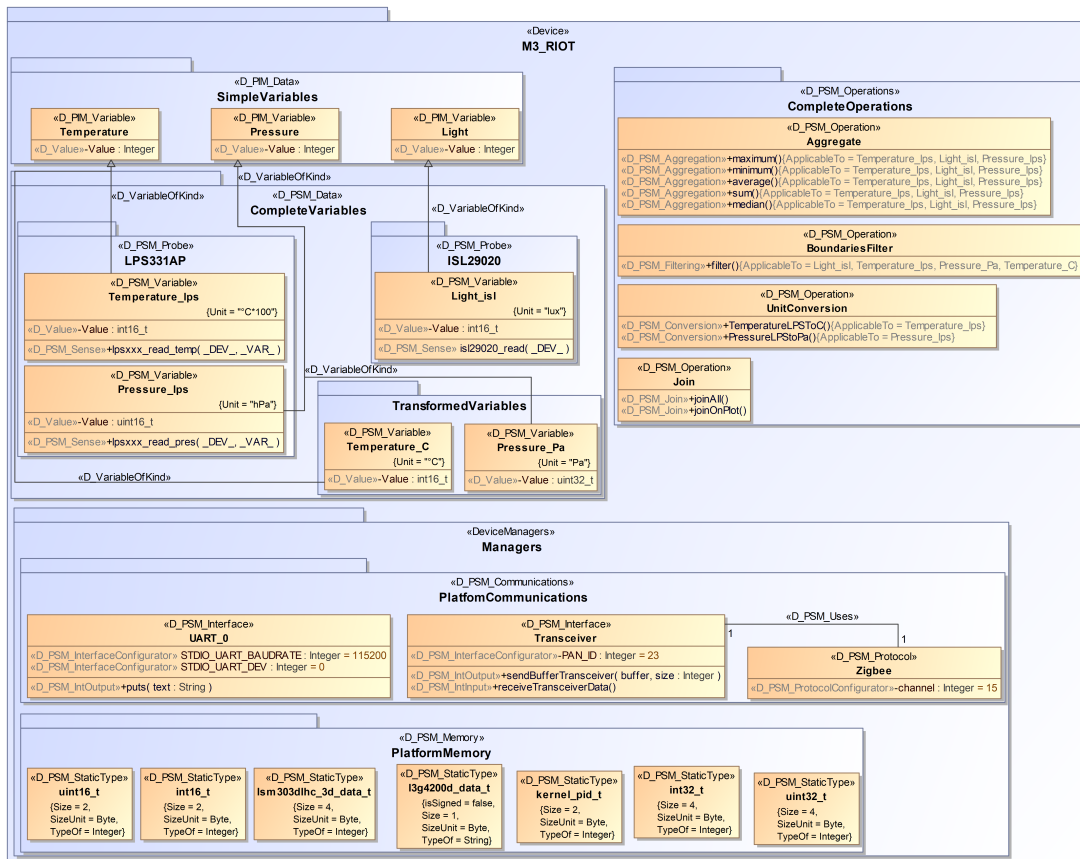 «Device»
M3_RIOT
«D_PIM_Data»
SimpleVariables
«D_PIM_Variable»
Temperature
«D_Value»-Value : Integer
«D_PIM_Variable»
Pressure
«D_Value»-Value : Integer
«D_PIM_Variable»
Light
«D_Value»-Value : Integer
«D_VariableOfKind»
«D_VariableOfKind»
«D_VariableOfKind»
«D_PSM_Data»
CompleteVariables
«D_PSM_Probe»
LPS331AP
«D_PSM_Variable»
Temperature_lps
{Unit = "°C*100"}
«D_Value»-Value : int16_t
«D_PSM_Sense»+lpsxxx_read_temp( _DEV_, _VAR_ )
«D_PSM_Variable»
Pressure_lps
{Unit = "hPa"}
«D_Value»-Value : uint16_t
«D_PSM_Sense»+lpsxxx_read_pres( _DEV_, _VAR_ )
«D_PSM_Probe»
ISL29020
«D_PSM_Variable»
Light_isl
{Unit = "lux"}
«D_Value»-Value : int16_t
«D_PSM_Sense» isl29020_read( _DEV_ )
«D_VariableOfKind»
TransformedVariables
«D_PSM_Variable»
Temperature_C
{Unit = "°C"}
«D_Value»-Value : int16_t
«D_PSM_Variable»
Pressure_Pa
{Unit = "Pa"}
«D_Value»-Value : uint32_t
«D_VariableOfKind»
«D_PSM_Operations»
CompleteOperations
«D_PSM_Operation»
Aggregate
«D_PSM_Aggregation»+maximum(){ApplicableTo = Temperature_lps, Light_isl, Pressure_lps}
«D_PSM_Aggregation»+minimum(){ApplicableTo = Temperature_lps, Light_isl, Pressure_lps}
«D_PSM_Aggregation»+average(){ApplicableTo = Temperature_lps, Light_isl, Pressure_lps}
«D_PSM_Aggregation»+sum(){ApplicableTo = Temperature_lps, Light_isl, Pressure_lps}
«D_PSM_Aggregation»+median(){ApplicableTo = Temperature_lps, Light_isl, Pressure_lps}
«D_PSM_Operation»
BoundariesFilter
«D_PSM_Filtering»+filter(){ApplicableTo = Light_isl, Temperature_lps, Pressure_Pa, Temperature_C}
«D_PSM_Operation»
UnitConversion
«D_PSM_Conversion»+TemperatureLPSToC(){ApplicableTo = Temperature_lps}
«D_PSM_Conversion»+PressureLPStoPa(){ApplicableTo = Pressure_lps}
«D_PSM_Operation»
Join
«D_PSM_Join»+joinAll()
«D_PSM_Join»+joinOnPlot()
«DeviceManagers»
Managers
«D_PSM_Communications»
PlatfomCommunications
«D_PSM_Interface»
UART_0
«D_PSM_InterfaceConfigurator» STDIO_UART_BAUDRATE : Integer = 115200
«D_PSM_InterfaceConfigurator» STDIO_UART_DEV : Integer = 0
«D_PSM_IntOutput»+puts( text : String )
«D_PSM_Interface»
Transceiver
«D_PSM_InterfaceConfigurator»-PAN_ID : Integer = 23
«D_PSM_IntOutput»+sendBufferTransceiver( buffer, size : Integer )
«D_PSM_IntInput»+receiveTransceiverData()
«D_PSM_Uses»
1
1
«D_PSM_Protocol»
Zigbee
«D_PSM_ProtocolConfigurator»-channel : Integer = 15
«D_PSM_Memory»
PlatformMemory
«D_PSM_StaticType»
uint16_t
{Size = 2,
SizeUnit = Byte,
TypeOf = Integer}
«D_PSM_StaticType»
int16_t
{Size = 2,
SizeUnit = Byte,
TypeOf = Integer}
«D_PSM_StaticType»
lsm303dlhc_3d_data_t
{Size = 4,
SizeUnit = Byte,
TypeOf = Integer}
«D_PSM_StaticType»
l3g4200d_data_t
{isSigned = false,
Size = 1,
SizeUnit = Byte,
TypeOf = String}
«D_PSM_StaticType»
kernel_pid_t
{Size = 2,
SizeUnit = Byte,
TypeOf = Integer}
«D_PSM_StaticType»
int32_t
{Size = 4,
SizeUnit = Byte,
TypeOf = Integer}
«D_PSM_StaticType»
uint32_t
{Size = 4,
SizeUnit = Byte,
TypeOf = Integer}